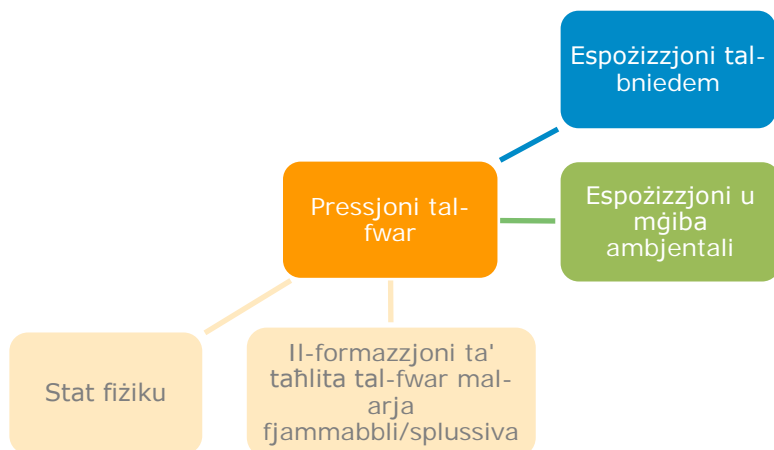 Espożizzjoni tal-
bniedem
Pressjoni tal-
fwar
Espożizzjoni u
mġiba
ambjentali
Stat fiżiku
Il-formazzjoni ta'
taħlita tal-fwar mal-
arja
fjammabbli/splussiva